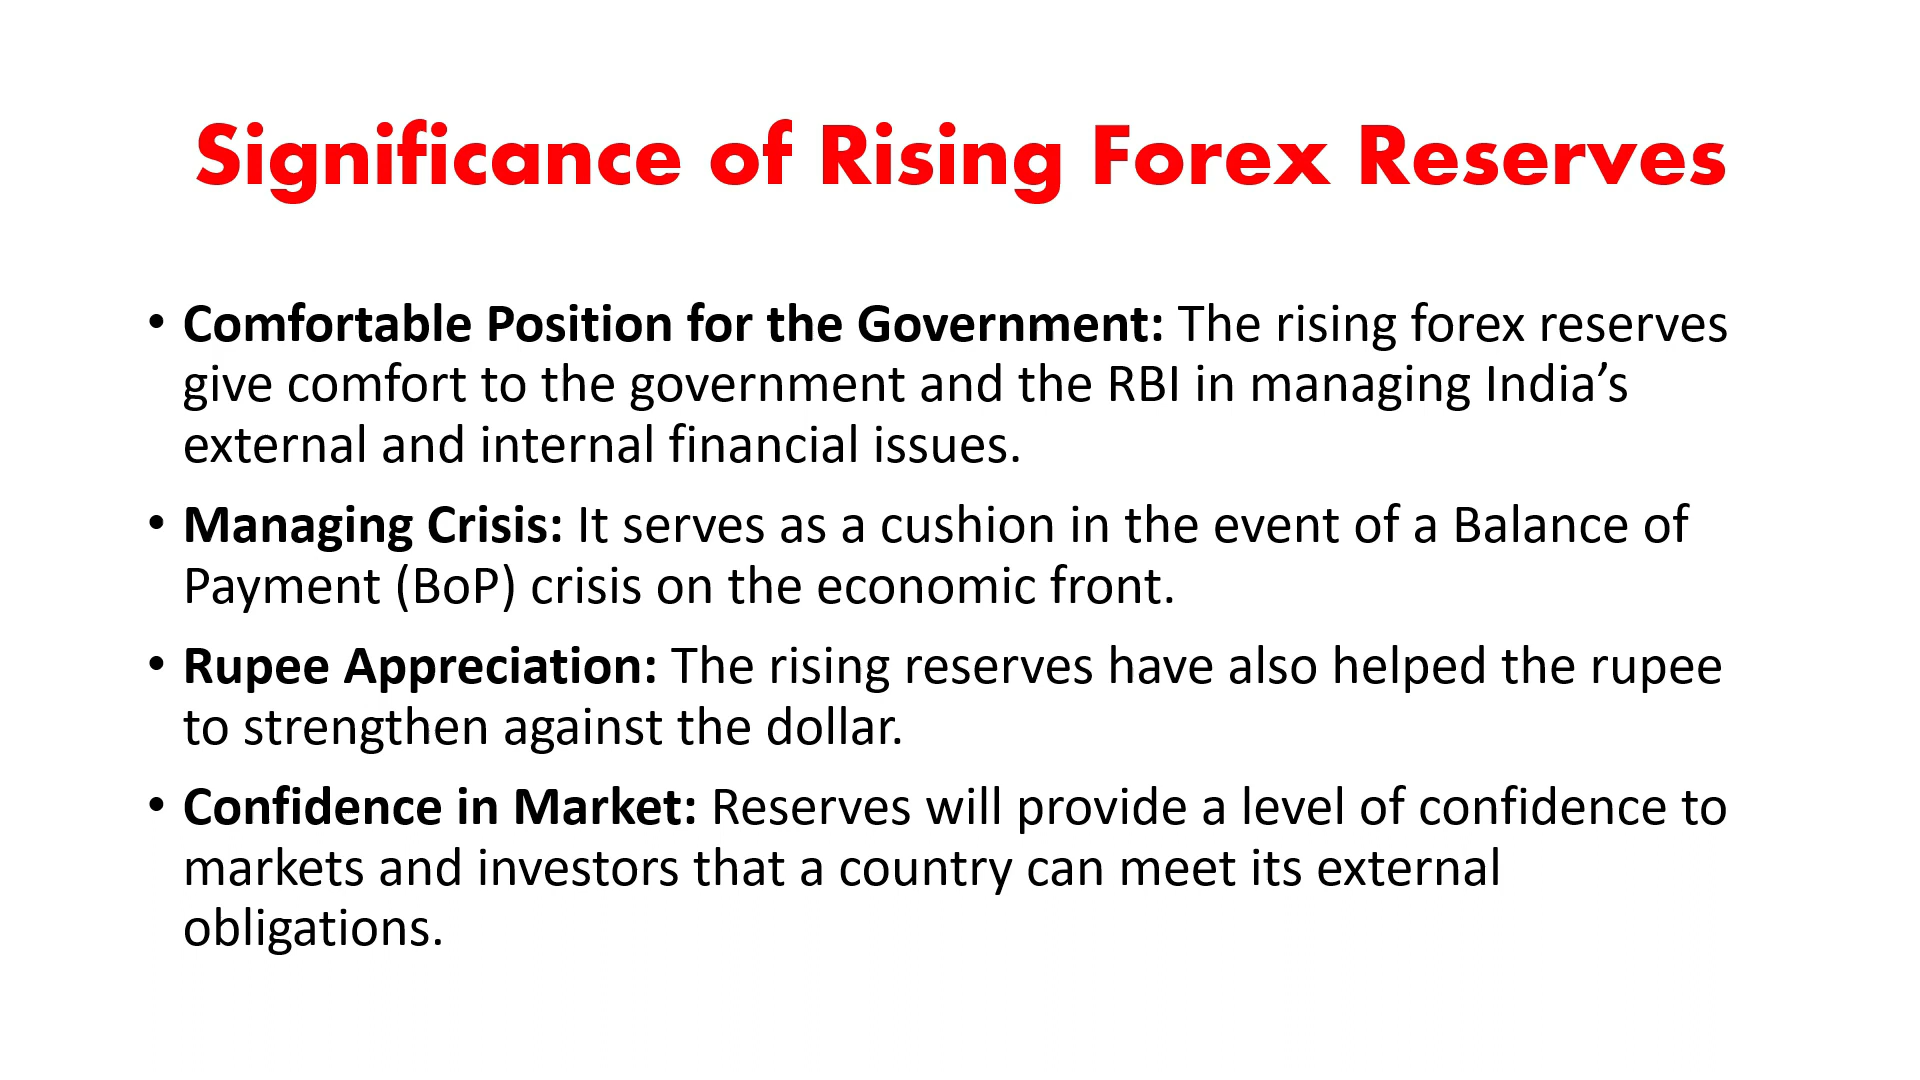 Significance of Rising Forex Reserves
• Comfortable Position for the Government: The rising forex reserves
give comfort to the government and the RBI in managing India’s
external and internal financial issues.
• Managing Crisis: It serves as a cushion in the event of a Balance of
Payment (BoP) crisis on the economic front.
• Rupee Appreciation: The rising reserves have also helped the rupee
to strengthen against the dollar.
• Confidence in Market: Reserves will provide a level of confidence to
markets and investors that a country can meet its external
obligations.